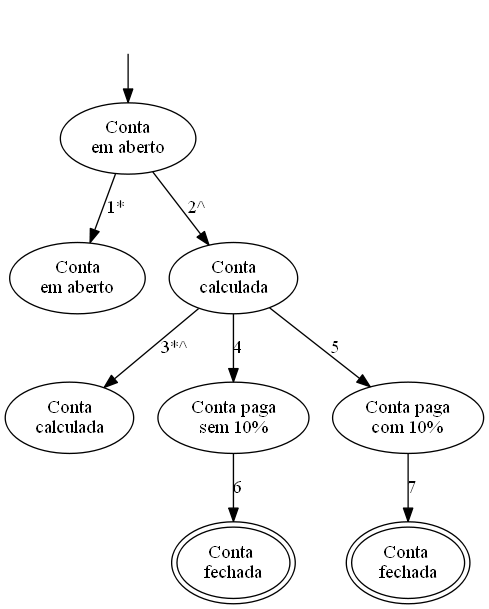 Conta
em aberto
1*
2^
Conta
em aberto
Conta
calculada
3*^
4
5
Conta
calculada
Conta paga
sem 10%
Conta paga
com 10%
6
7
Conta
fechada
Conta
fechada